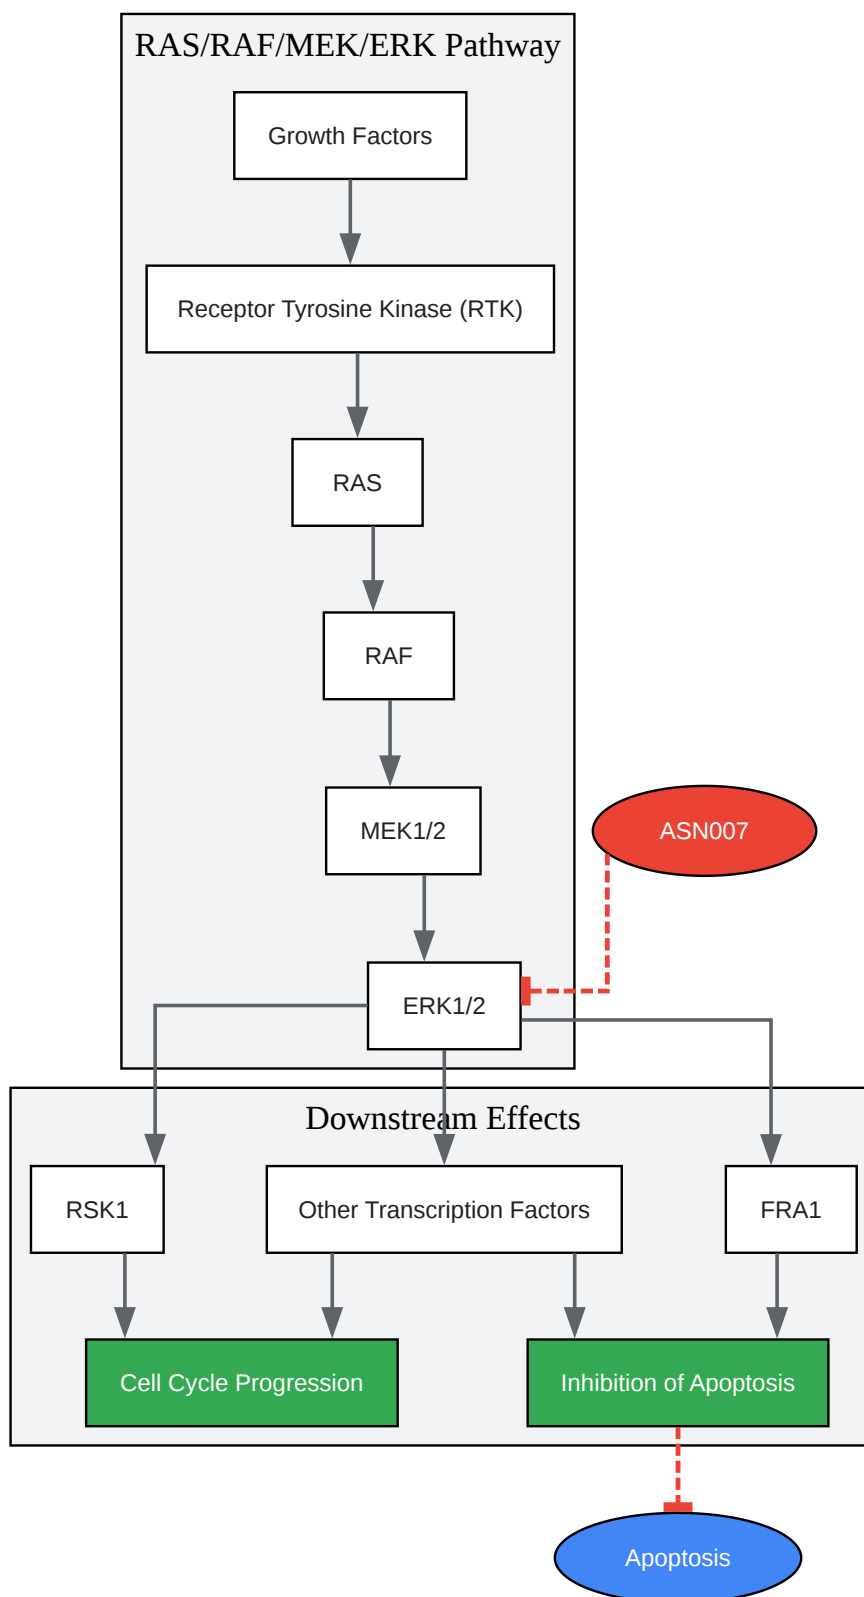 RAS/RAF/MEK/ERK Pathway
Growth Factors
Receptor Tyrosine Kinase (RTK)
RAS
RAF
MEK1/2
ASN007
ERK1/2
Downstream Effects
RSK1
Other Transcription Factors
FRA1
Cell Cycle Progression
Inhibition of Apoptosis
Apoptosis